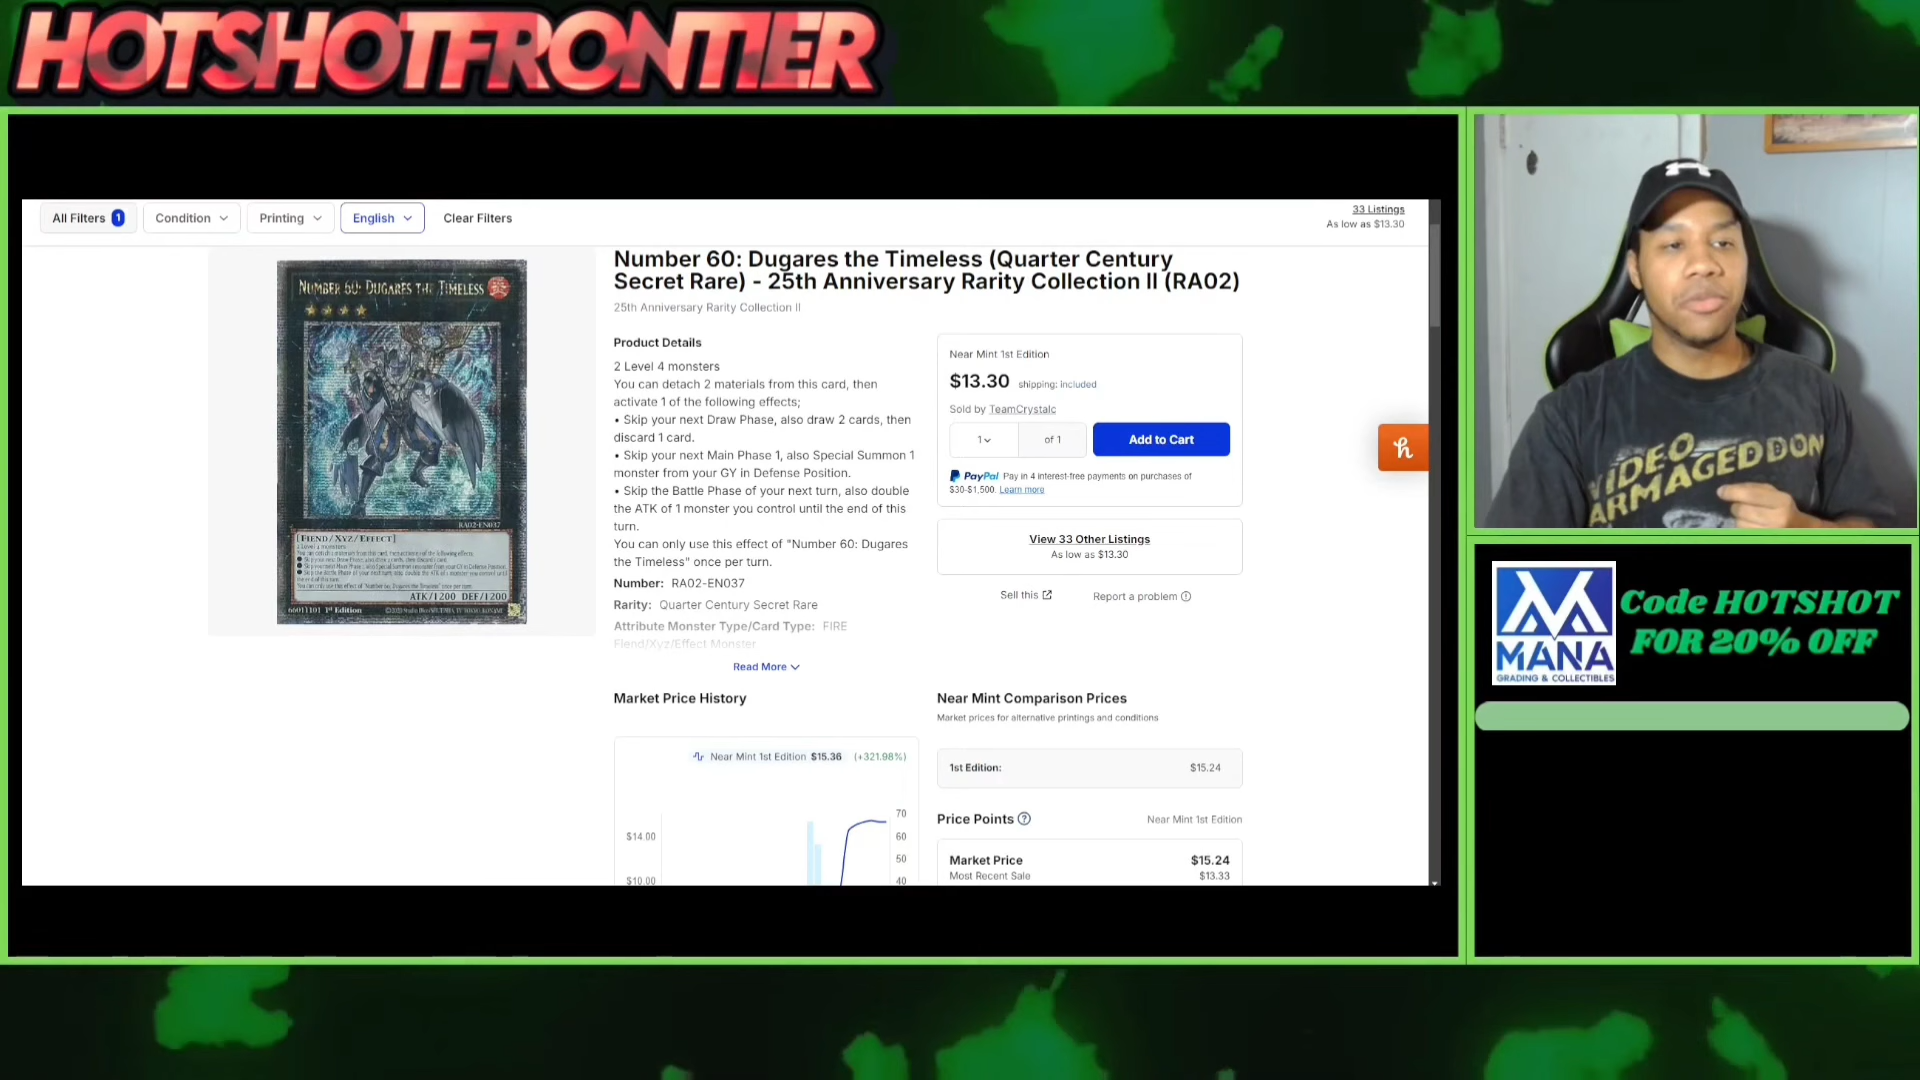 HOTSHOTFRONTIER
All Filters 1
Condition
Printing
English
Clear Filters
33 Listings
As low as $13.30
NUMBER 60: DUGARES THE TIMELESS
RA02-EN037
[FIEND/XYZ/EFFECT]
2 Level 4 monsters
ATK/1200 DEF/1200
66011101 1st Edition
Number 60: Dugares the Timeless (Quarter Century
Secret Rare) - 25th Anniversary Rarity Collection II (RA02)
25th Anniversary Rarity Collection II
Product Details
2 Level 4 monsters
You can detach 2 materials from this card, then
activate 1 of the following effects;
• Skip your next Draw Phase, also draw 2 cards, then
discard 1 card.
• Skip your next Main Phase 1, also Special Summon 1
monster from your GY in Defense Position.
• Skip the Battle Phase of your next turn, also double
the ATK of 1 monster you control until the end of this
turn.
You can only use this effect of "Number 60: Dugares
the Timeless" once per turn.
Number: RA02-EN037
Rarity: Quarter Century Secret Rare
Attribute Monster Type/Card Type: FIRE
Fiend/Xyz/Effect Monster
Read More
Near Mint 1st Edition
$13.30 shipping: included
Sold by TeamCrystalc
1 of 1
Add to Cart
PayPal Pay in 4 interest-free payments on purchases of
$30-$1,500. Learn more
View 33 Other Listings
As low as $13.30
Sell this
Report a problem
Market Price History
Near Mint 1st Edition $15.36 (+321.98%)
70
$14.00
60
50
$10.00
40
Near Mint Comparison Prices
Market prices for alternative printings and conditions
1st Edition: $15.24
Price Points
Near Mint 1st Edition
Market Price $15.24
Most Recent Sale $13.33
h
VIDEO
ARMAGEDDON
MANA
GRADING & COLLECTIBLES
Code HOTSHOT
FOR 20% OFF